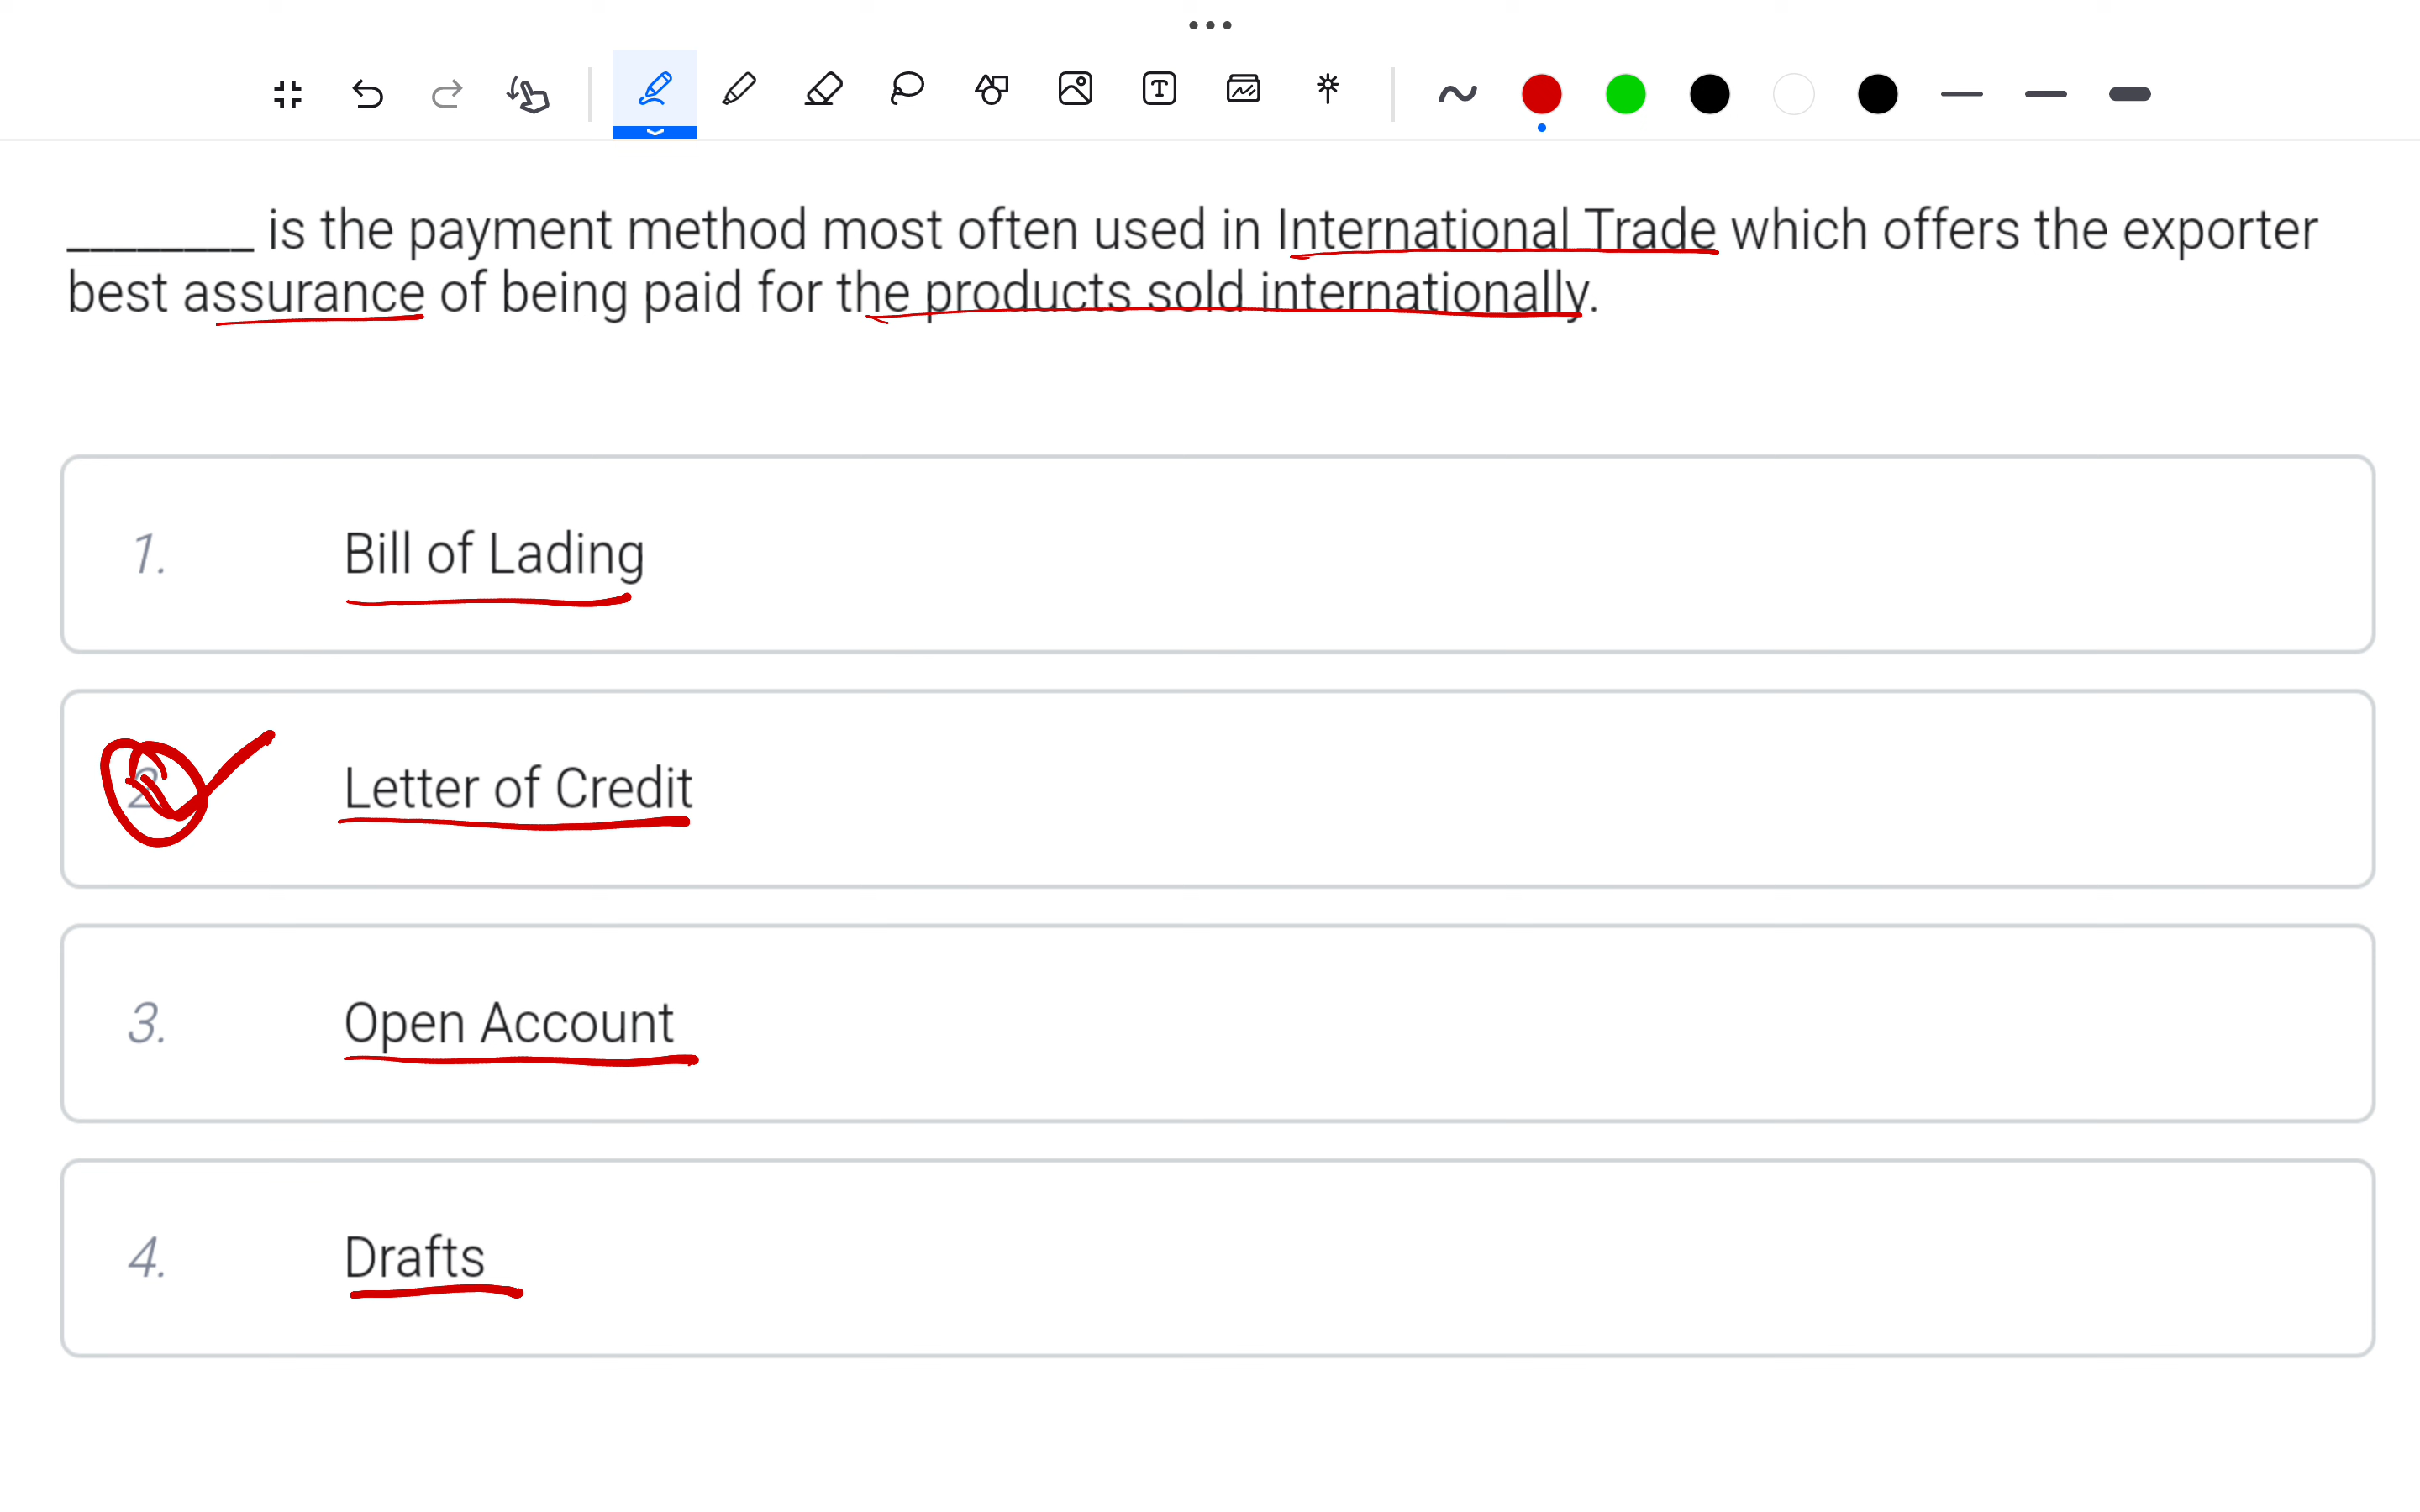 ________ is the payment method most often used in International Trade which offers the exporter
best assurance of being paid for the products sold internationally.
1. Bill of Lading
2. Letter of Credit
3. Open Account
4. Drafts